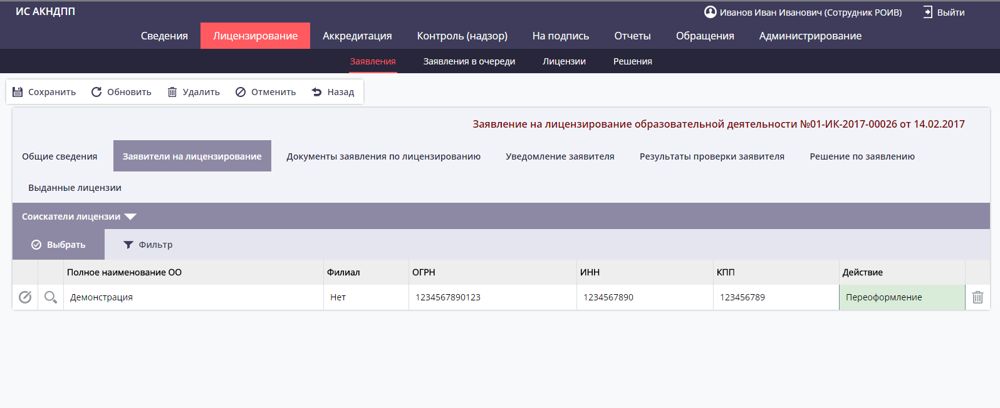 ИС АКНДПП
Иванов Иван Иванович (Сотрудник РОИВ) Выйти
Сведения Лицензирование Аккредитация Контроль (надзор) На подпись Отчеты Обращения Администрирование
Заявления Заявления в очереди Лицензии Решения
Сохранить Обновить Удалить Отменить Назад
Заявление на лицензирование образовательной деятельности №01-ИК-2017-00026 от 14.02.2017
Общие сведения Заявители на лицензирование Документы заявления по лицензированию Уведомление заявителя Результаты проверки заявителя Решение по заявлению
Выданные лицензии
Соискатели лицензии
Выбрать Фильтр
Полное наименование ОО Филиал ОГРН ИНН КПП Действие
Демонстрация Нет 1234567890123 1234567890 123456789 Переоформление